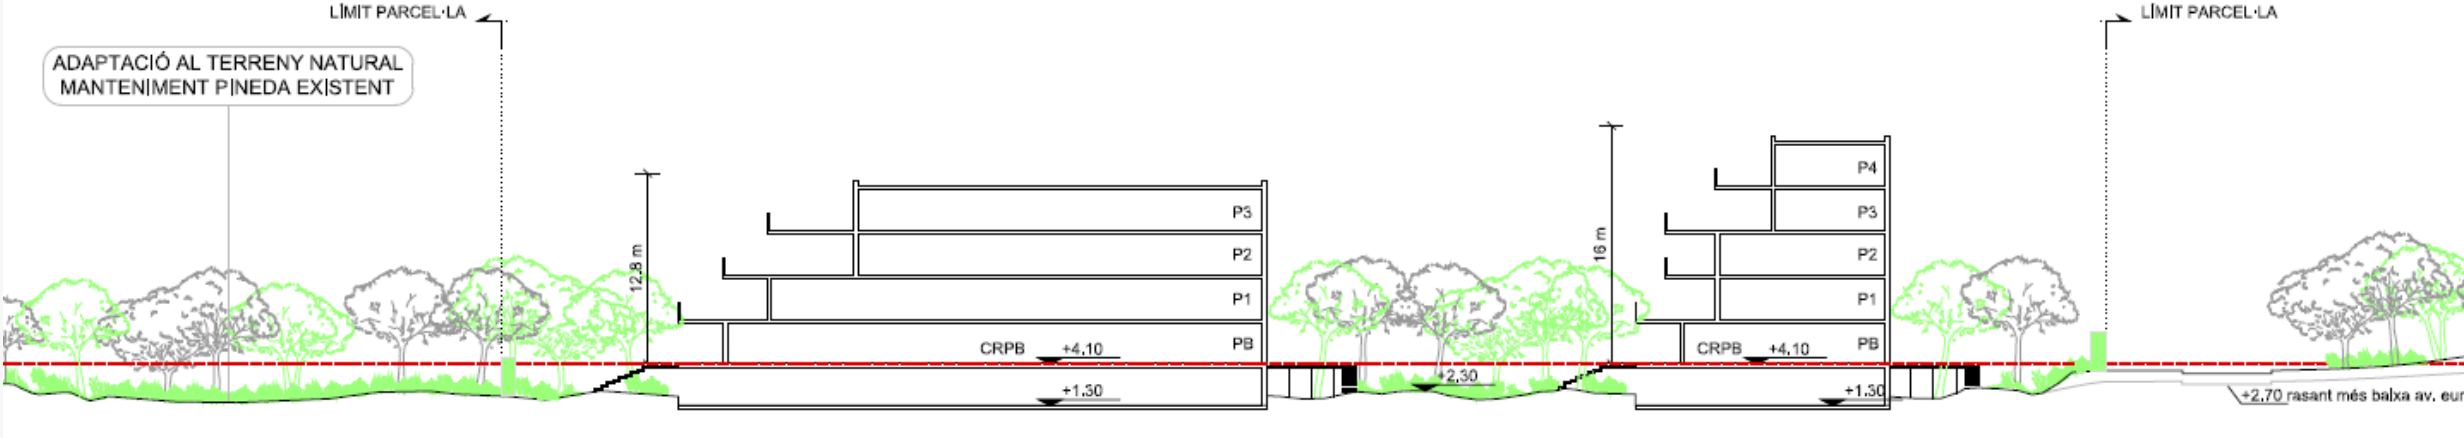 LÍMIT PARCEL·LA
LÍMIT PARCEL·LA
ADAPTACIÓ AL TERRENY NATURAL
MANTENIMENT PINEDA EXISTENT
12,8 m
P3
P2
P1
PB
CRPB +4,10
+1,30
+2,30
16 m
P4
P3
P2
P1
PB
CRPB +4,10
+1,30
+2,70 rasant més baixa av. eur